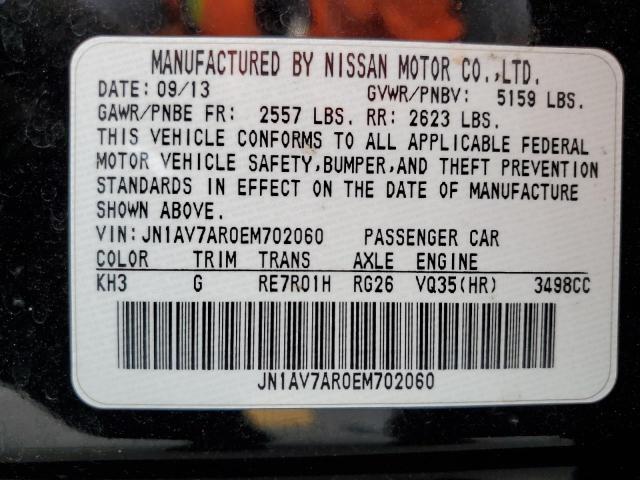 MANUFACTURED BY NISSAN MOTOR CO.,LTD.
DATE: 09/13 GVWR/PNBV: 5159 LBS.
GAWR/PNBE FR: 2557 LBS. RR: 2623 LBS.
THIS VEHICLE CONFORMS TO ALL APPLICABLE FEDERAL
MOTOR VEHICLE SAFETY,BUMPER,AND THEFT PREVENTION
STANDARDS IN EFFECT ON THE DATE OF MANUFACTURE
SHOWN ABOVE.
VIN:JN1AV7AR0EM702060 PASSENGER CAR
COLOR TRIM TRANS AXLE ENGINE
KH3 G RE7R01H RG26 VQ35(HR) 3498CC
JN1AV7AR0EM702060